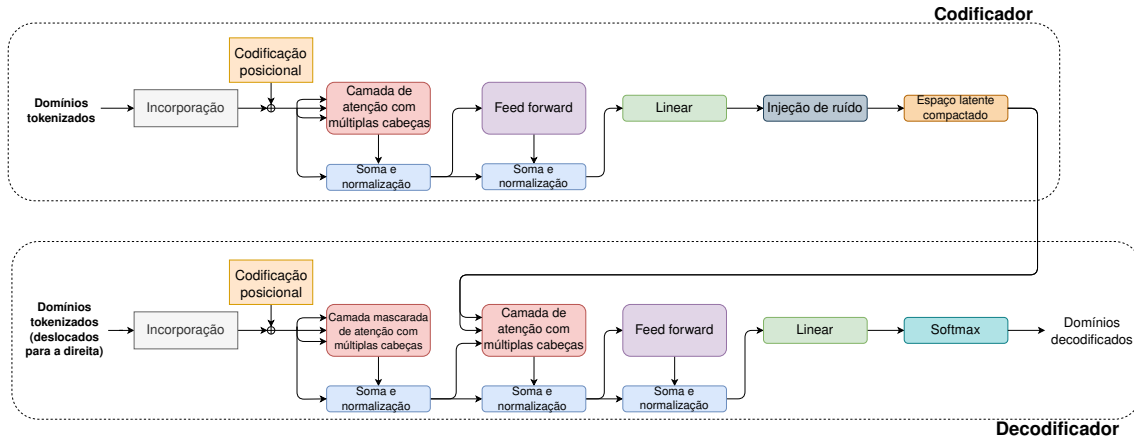 Codificador
Codificação
posicional
Domínios
tokenizados
Incorporação
Camada de
atenção com
múltiplas cabeças
Soma e
normalização
Feed forward
Soma e
normalização
Linear
Injeção de ruído
Espaço latente
compactado
Codificação
posicional
Domínios
tokenizados
(deslocados
para a direita)
Incorporação
Camada mascarada
de atenção com
múltiplas cabeças
Soma e
normalização
Camada de
atenção com
múltiplas cabeças
Soma e
normalização
Feed forward
Soma e
normalização
Linear
Softmax
Domínios
decodificados
Decodificador